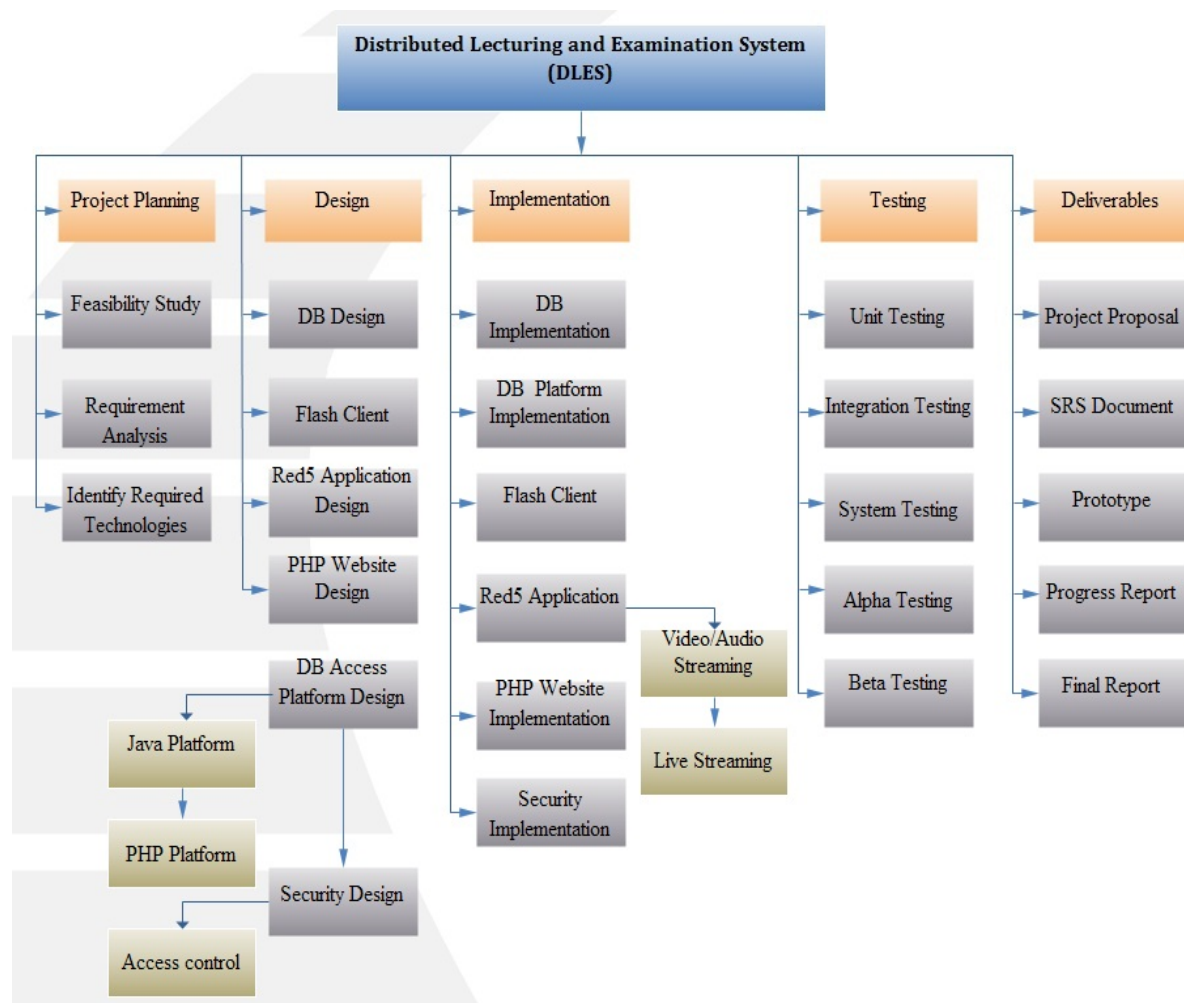 Distributed Lecturing and Examination System
(DLES)
Project Planning
Feasibility Study
Requirement
Analysis
Identify Required
Technologies
Design
DB Design
Flash Client
Red5 Application
Design
PHP Website
Design
DB Access
Platform Design
Java Platform
PHP Platform
Security Design
Access control
Implementation
DB
Implementation
DB Platform
Implementation
Flash Client
Red5 Application
Video/Audio
Streaming
Live Streaming
PHP Website
Implementation
Security
Implementation
Testing
Unit Testing
Integration Testing
System Testing
Alpha Testing
Beta Testing
Deliverables
Project Proposal
SRS Document
Prototype
Progress Report
Final Report